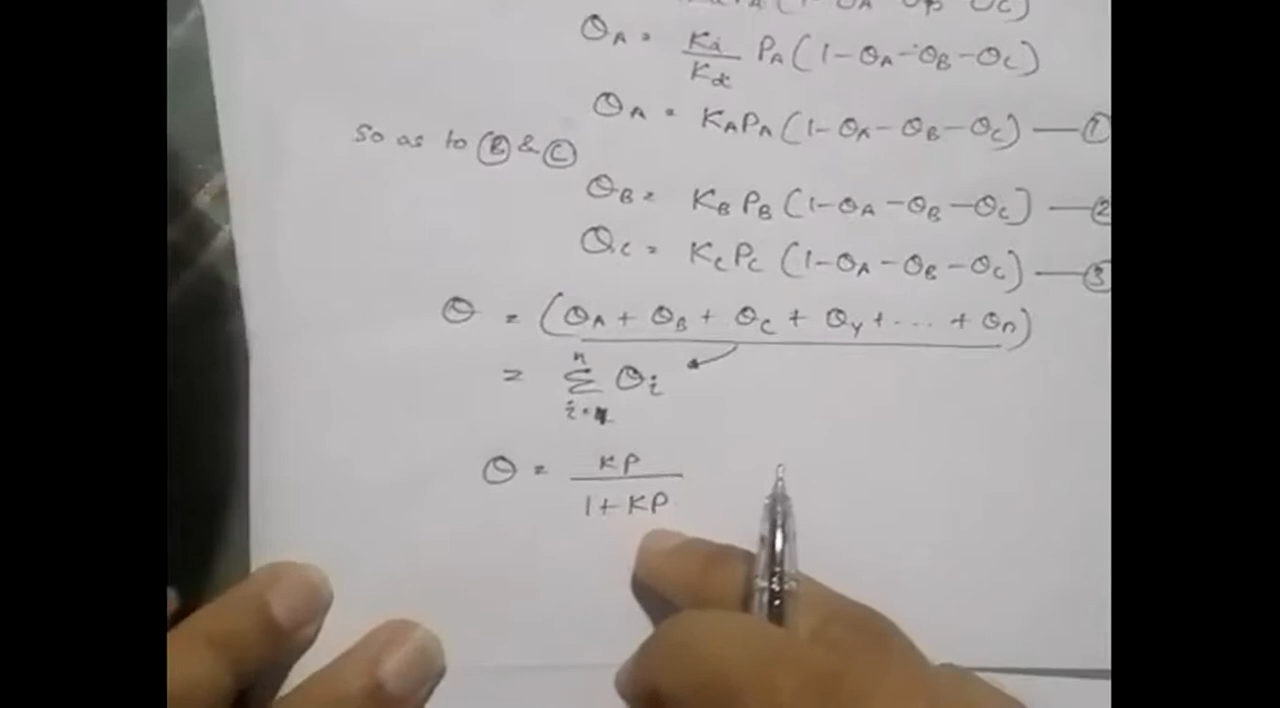 θA = Ka/Kd PA (1-θA-θB-θC)
θA = KAPA (1-θA-θB-θC) — ①
So as to Ⓑ & Ⓒ
θB = KB PB (1-θA-θB-θC) — ②
θC = KcPc (1-θA-θB-θC) — ③
θ = (θA + θB + θC + θy + .... + θn)
= Σ n i=1 θi
θ = KP / 1+KP